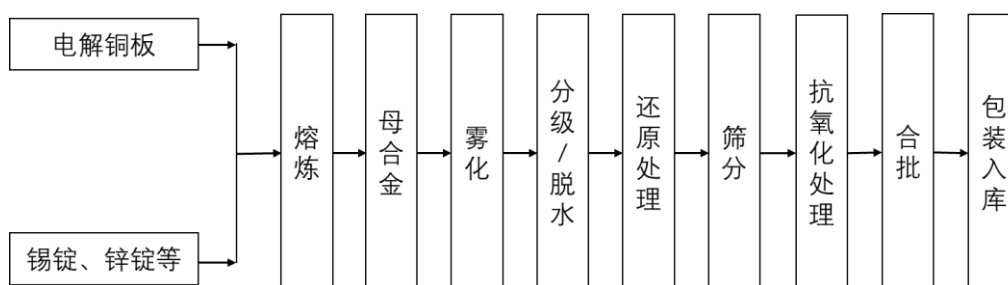 电解铜板
锡锭、锌锭等
熔炼
母合金
雾化
分级/脱水
还原处理
筛分
抗氧化处理
合批
包装入库